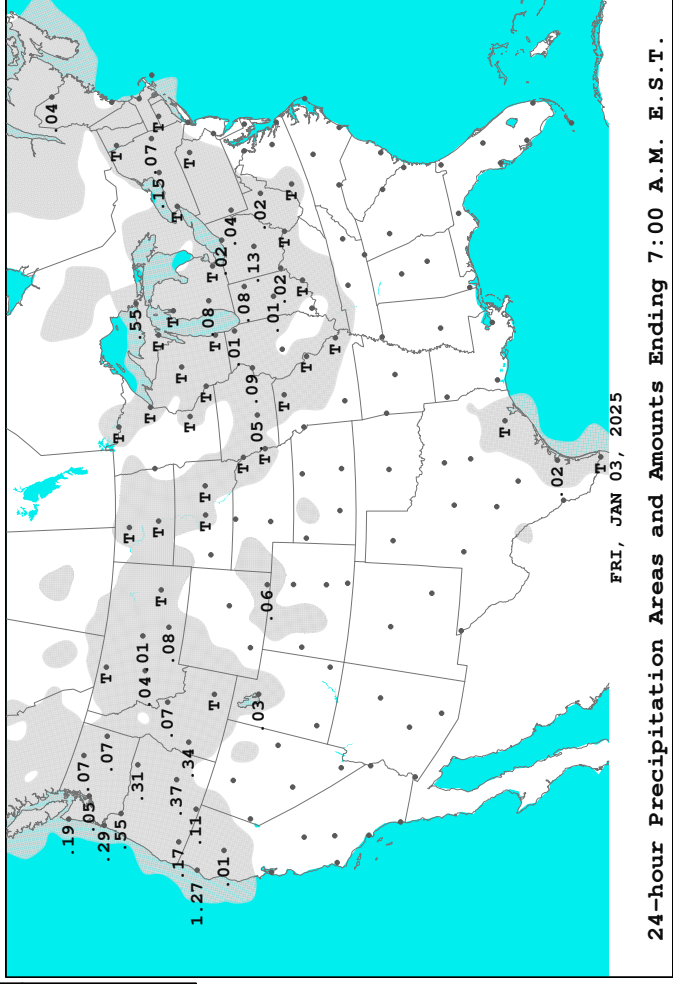 .04
.19
.07
.05
.29
T
.07
T
T
.55
T
.55
.31
.01
.04
T
.07
T
T
T
.15
T
.07
.08
T
T
.37
.17
T
.34
T
T
.11
1.27
T
T
T
.08
T
T
T
.02
.01
.04
.01
T
.08
.09
.13
.05
.03
.02
T
.06
.01
.02
T
T
T
T
T
T
T
.02
T
FRI, JAN 03, 2025
24-hour Precipitation Areas and Amounts Ending 7:00 A.M. E.S.T.